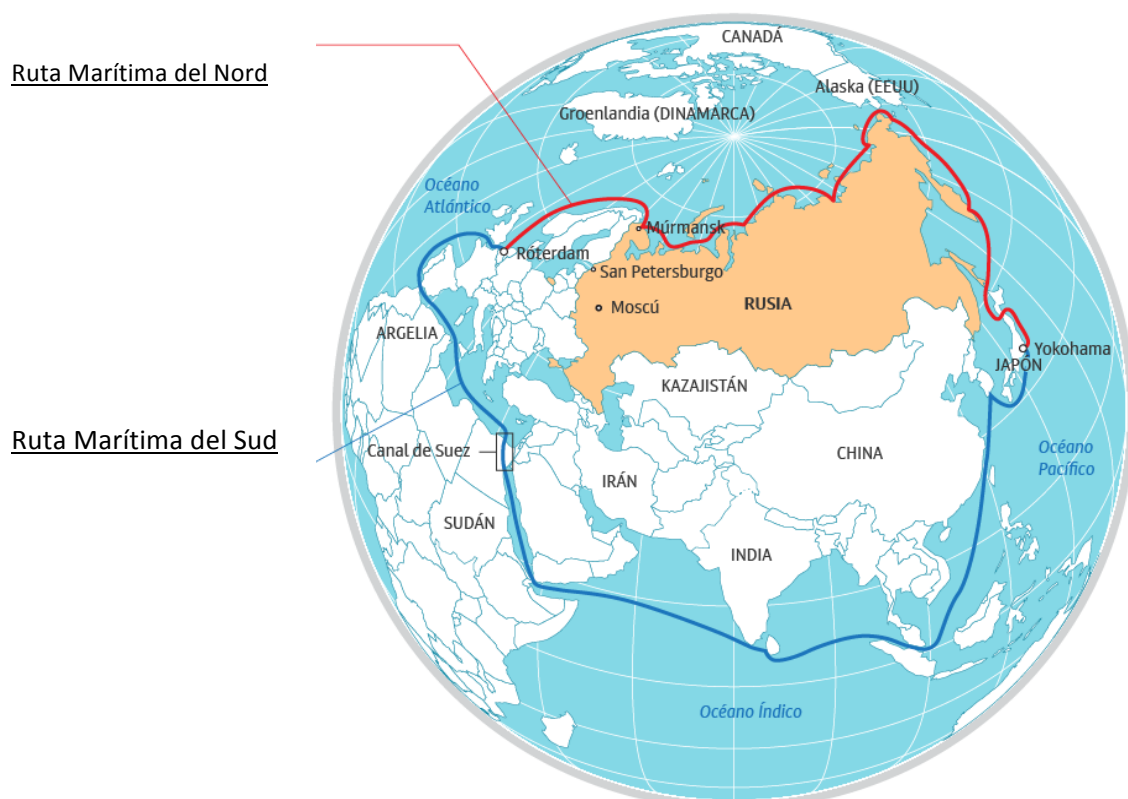 CANADÁ
Ruta Marítima del Nord
Alaska (EEUU)
Groenlandia (DINAMARCA)
Océano
Atlántico
Múrmansk
Róterdam
San Petersburgo
Moscú
RUSIA
ARGELIA
Yokohama
JAPÓN
KAZAJISTÁN
Ruta Marítima del Sud
Canal de Suez
CHINA
Océano
Pacífico
IRÁN
SUDÁN
INDIA
Océano Índico